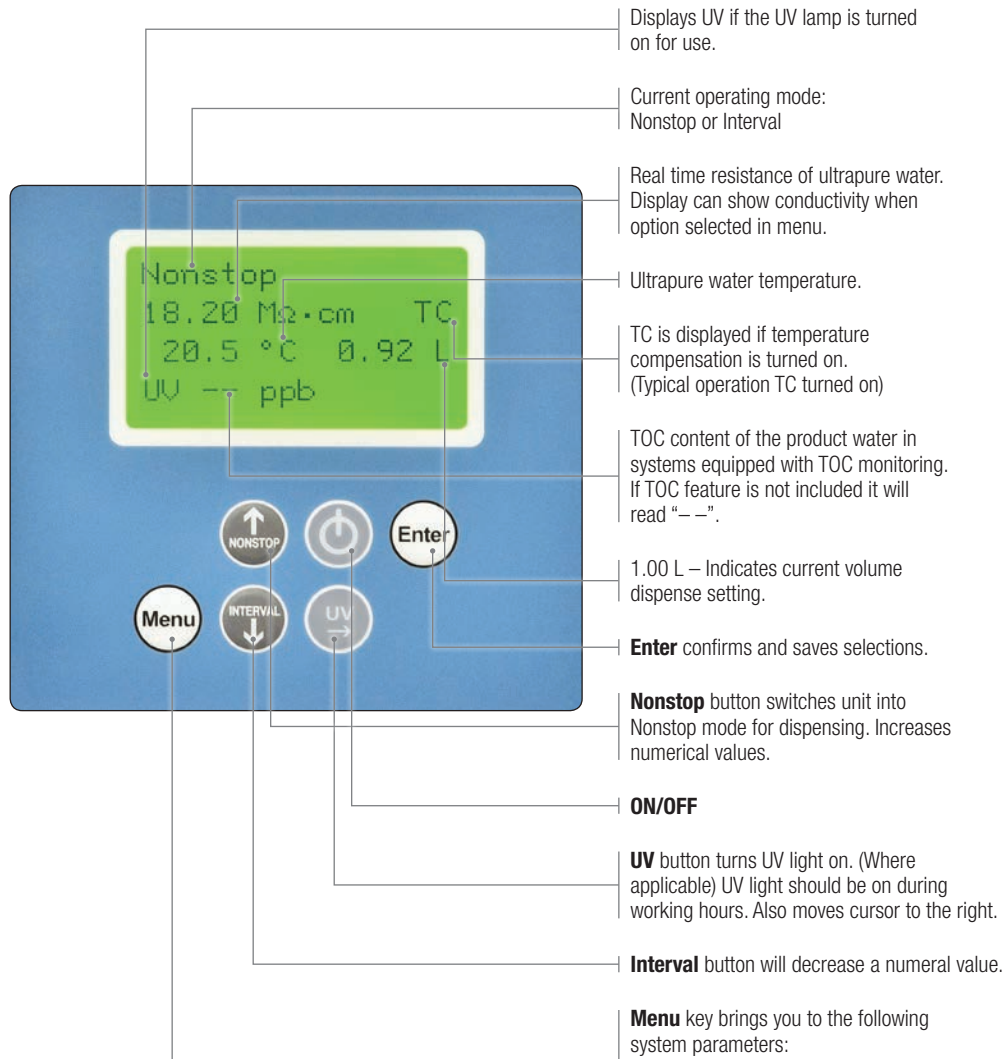 Displays UV if the UV lamp is turned
on for use.
Current operating mode:
Nonstop or Interval
Real time resistance of ultrapure water.
Display can show conductivity when
option selected in menu.
Ultrapure water temperature.
TC is displayed if temperature
compensation is turned on.
(Typical operation TC turned on)
TOC content of the product water in
systems equipped with TOC monitoring.
If TOC feature is not included it will
read “– –”.
1.00 L – Indicates current volume
dispense setting.
Enter confirms and saves selections.
Nonstop button switches unit into
Nonstop mode for dispensing. Increases
numerical values.
ON/OFF
UV button turns UV light on. (Where
applicable) UV light should be on during
working hours. Also moves cursor to the right.
Interval button will decrease a numeral value.
Menu key brings you to the following
system parameters:
Nonstop
18.20 MΩ·cm TC
20.5 °C 0.92 L
UV -- ppb
NONSTOP
Enter
Menu
INTERVAL
UV